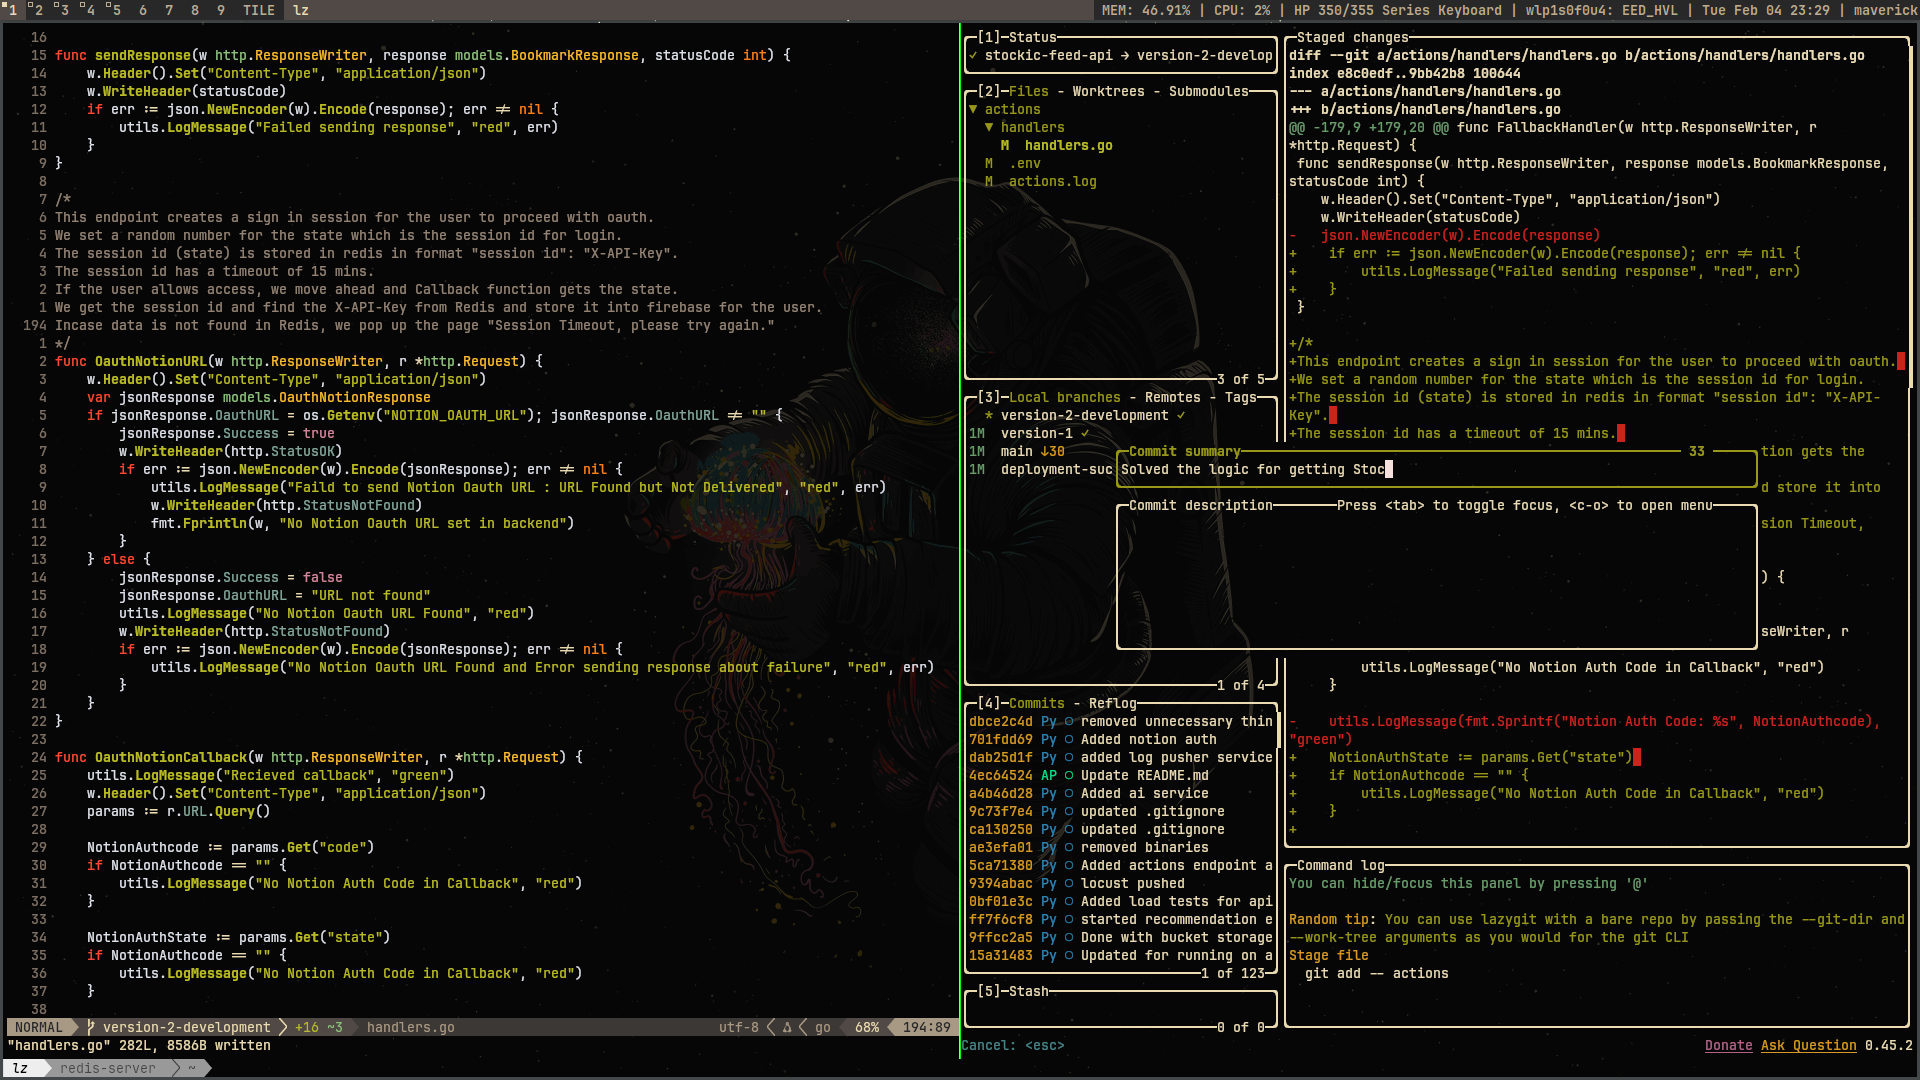 1 2 3 4 5 6 7 8 9 TILE lz
MEM: 46.91% | CPU: 2% | HP 350/355 Series Keyboard | wlp1s0f0u4: EED_HVL | Tue Feb 04 23:29 | maverick
16
15 func sendResponse(w http.ResponseWriter, response models.BookmarkResponse, statusCode int) {
14 w.Header().Set("Content-Type", "application/json")
13 w.WriteHeader(statusCode)
12 if err := json.NewEncoder(w).Encode(response); err ≠ nil {
11 utils.LogMessage("Failed sending response", "red", err)
10 }
9 }
8
7 /*
6 This endpoint creates a sign in session for the user to proceed with oauth.
5 We set a random number for the state which is the session id for login.
4 The session id (state) is stored in redis in format "session id": "X-API-Key".
3 The session id has a timeout of 15 mins.
2 If the user allows access, we move ahead and Callback function gets the state.
1 We get the session id and find the X-API-Key from Redis and store it into firebase for the user.
194 Incase data is not found in Redis, we pop up the page "Session Timeout, please try again."
1 */
2 func OauthNotionURL(w http.ResponseWriter, r *http.Request) {
3 w.Header().Set("Content-Type", "application/json")
4 var jsonResponse models.OauthNotionResponse
5 if jsonResponse.OauthURL = os.Getenv("NOTION_OAUTH_URL"); jsonResponse.OauthURL ≠ "" {
6 jsonResponse.Success = true
7 w.WriteHeader(http.StatusOK)
8 if err := json.NewEncoder(w).Encode(jsonResponse); err ≠ nil {
9 utils.LogMessage("Faild to send Notion Oauth URL : URL Found but Not Delivered", "red", err)
10 w.WriteHeader(http.StatusNotFound)
11 fmt.Fprintln(w, "No Notion Oauth URL set in backend")
12 }
13 } else {
14 jsonResponse.Success = false
15 jsonResponse.OauthURL = "URL not found"
16 utils.LogMessage("No Notion Oauth URL Found", "red")
17 w.WriteHeader(http.StatusNotFound)
18 if err := json.NewEncoder(w).Encode(jsonResponse); err ≠ nil {
19 utils.LogMessage("No Notion Oauth URL Found and Error sending response about failure", "red", err)
20 }
21 }
22 }
23
24 func OauthNotionCallback(w http.ResponseWriter, r *http.Request) {
25 utils.LogMessage("Recieved callback", "green")
26 w.Header().Set("Content-Type", "application/json")
27 params := r.URL.Query()
28
29 NotionAuthcode := params.Get("code")
30 if NotionAuthcode == "" {
31 utils.LogMessage("No Notion Auth Code in Callback", "red")
32 }
33
34 NotionAuthState := params.Get("state")
35 if NotionAuthcode == "" {
36 utils.LogMessage("No Notion Auth Code in Callback", "red")
37 }
38
NORMAL version-2-development +16 ~3 handlers.go utf-8 go 68% 194:89
"handlers.go" 282L, 8586B written
lz redis-server ~
[1]-Status
✓ stockic-feed-api → version-2-develop
[2]-Files - Worktrees - Submodules
▼ actions
▼ handlers
M handlers.go
M .env
M actions.log
3 of 5
[3]-Local branches - Remotes - Tags
* version-2-development ✓
1M version-1 ✓
1M main ↓30
1M deployment-suc
1 of 4
Commit summary 33
Solved the logic for getting Stoc
Commit description Press <tab> to toggle focus, <c-o> to open menu
[4]-Commits - Reflog
dbce2c4d Py ○ removed unnecessary thin
701fdd69 Py ○ Added notion auth
dab25d1f Py ○ added log pusher service
4ec64524 AP ○ Update README.md
a4b46d28 Py ○ Added ai service
9c73f7e4 Py ○ updated .gitignore
ca130250 Py ○ updated .gitignore
ae3efa01 Py ○ removed binaries
5ca71380 Py ○ Added actions endpoint a
9394abac Py ○ locust pushed
0bf01e3c Py ○ Added load tests for api
ff7f6cf8 Py ○ started recommendation e
9ffcc2a5 Py ○ Done with bucket storage
15a31483 Py ○ Updated for running on a
1 of 123
[5]-Stash
0 of 0
Cancel: <esc>
Staged changes
diff --git a/actions/handlers/handlers.go b/actions/handlers/handlers.go
index e8c0edf..9bb42b8 100644
--- a/actions/handlers/handlers.go
+++ b/actions/handlers/handlers.go
@@ -179,9 +179,20 @@ func FallbackHandler(w http.ResponseWriter, r
*http.Request) {
func sendResponse(w http.ResponseWriter, response models.BookmarkResponse,
statusCode int) {
w.Header().Set("Content-Type", "application/json")
w.WriteHeader(statusCode)
- json.NewEncoder(w).Encode(response)
+ if err := json.NewEncoder(w).Encode(response); err ≠ nil {
+ utils.LogMessage("Failed sending response", "red", err)
+ }
}
+/*
+This endpoint creates a sign in session for the user to proceed with oauth.
+We set a random number for the state which is the session id for login.
+The session id (state) is stored in redis in format "session id": "X-API-
Key".
+The session id has a timeout of 15 mins.
tion gets the
d store it into
sion Timeout,
) {
seWriter, r
utils.LogMessage("No Notion Auth Code in Callback", "red")
}
- utils.LogMessage(fmt.Sprintf("Notion Auth Code: %s", NotionAuthcode),
"green")
+ NotionAuthState := params.Get("state")
+ if NotionAuthcode == "" {
+ utils.LogMessage("No Notion Auth Code in Callback", "red")
+ }
+
Command log
You can hide/focus this panel by pressing '@'
Random tip: You can use lazygit with a bare repo by passing the --git-dir and
--work-tree arguments as you would for the git CLI
Stage file
git add -- actions
Donate Ask Question 0.45.2